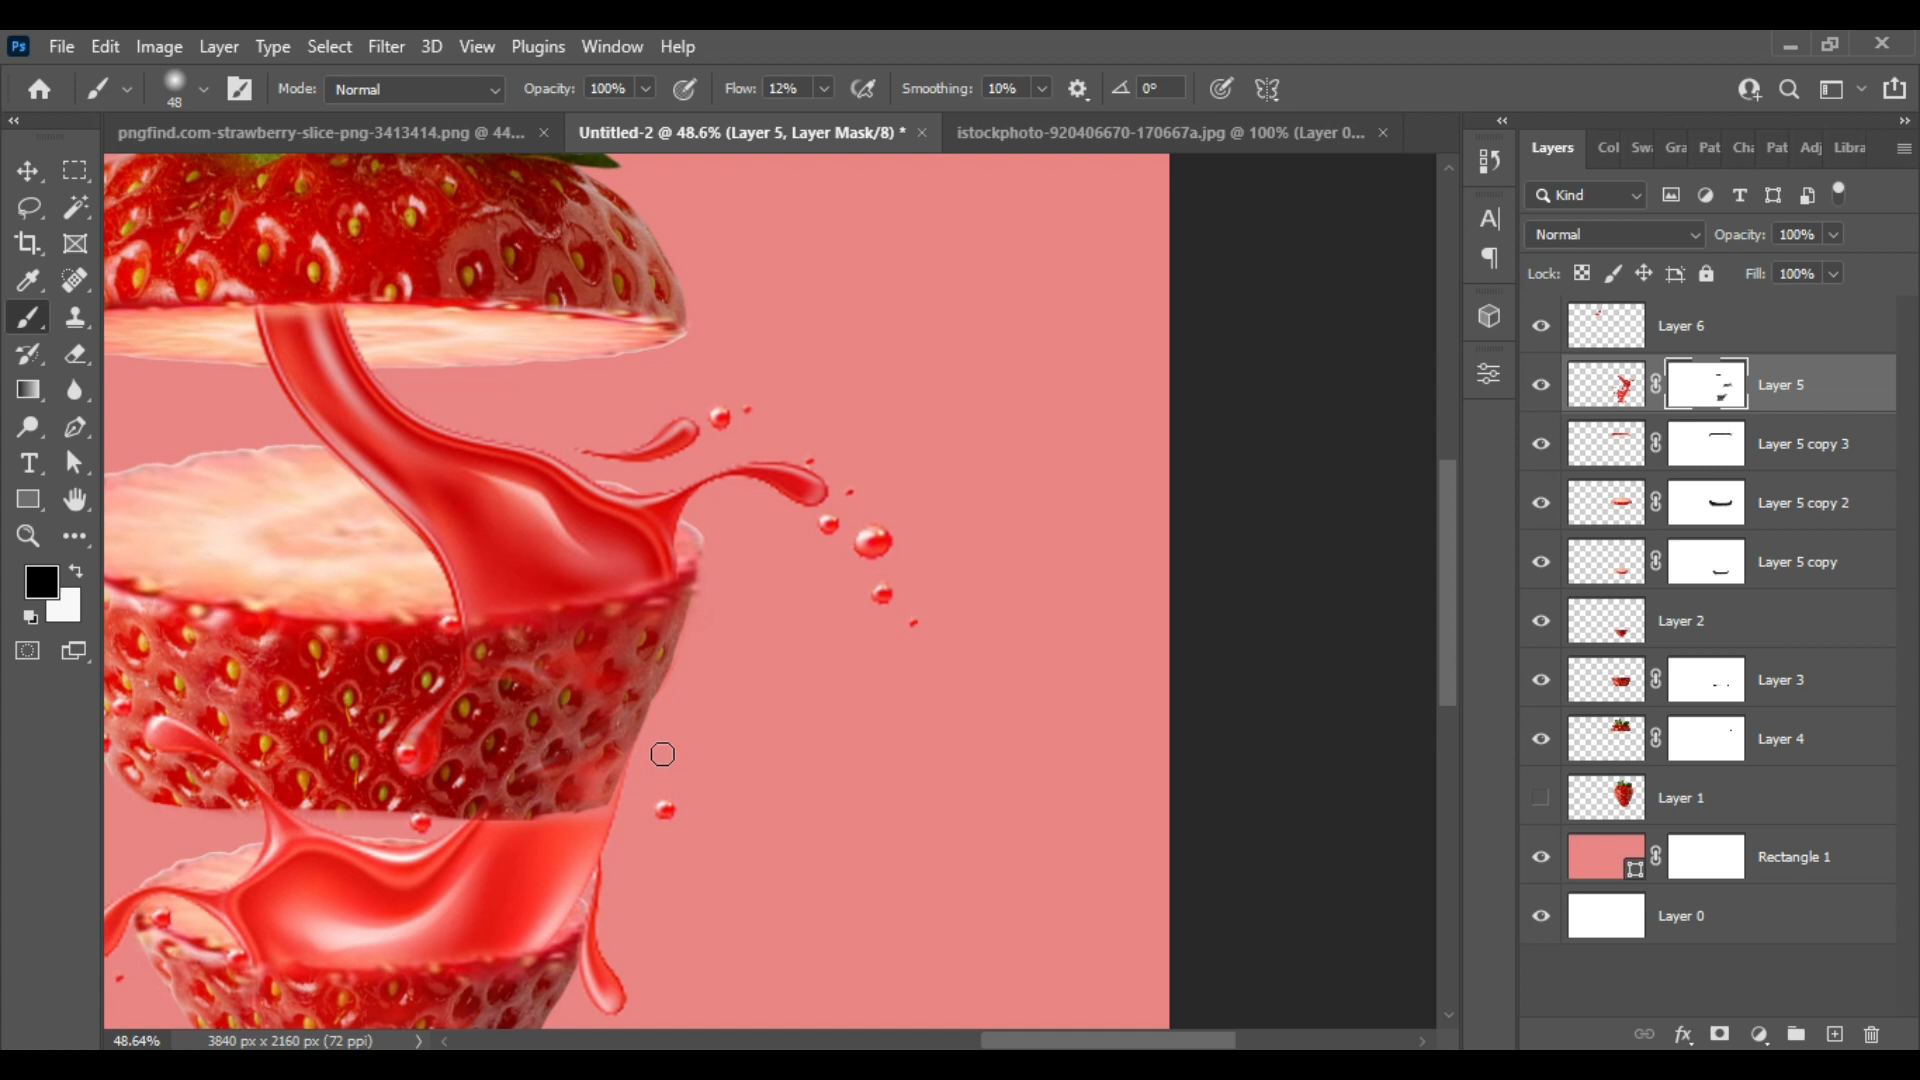 Ps File Edit Image Layer Type Select Filter 3D View Plugins Window Help
48 Mode: Normal Opacity: 100% Flow: 12% Smoothing: 10% 0°
pngfind.com-strawberry-slice-png-3413414.png @ 44...
Untitled-2 @ 48.6% (Layer 5, Layer Mask/8) *
istockphoto-920406670-170667a.jpg @ 100% (Layer 0...
Layers Col Swa Gra Pat Cha Pat Adj Libra
Kind
Normal Opacity: 100%
Lock: Fill: 100%
Layer 6
Layer 5
Layer 5 copy 3
Layer 5 copy 2
Layer 5 copy
Layer 2
Layer 3
Layer 4
Layer 1
Rectangle 1
Layer 0
48.64% 3840 px x 2160 px (72 ppi)